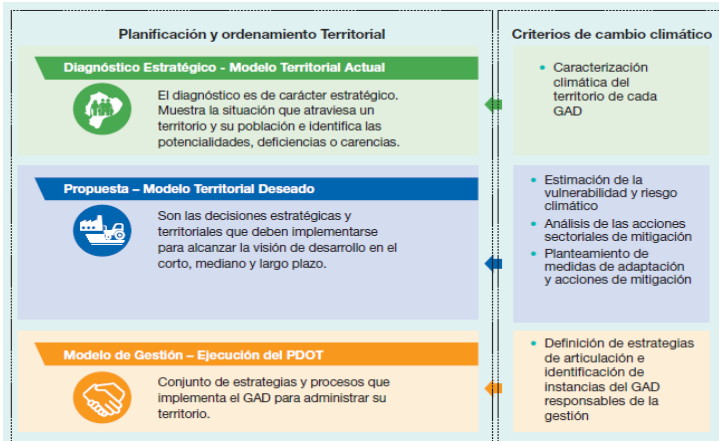 Planificación y ordenamiento Territorial
Criterios de cambio climático
Diagnóstico Estratégico - Modelo Territorial Actual
El diagnóstico es de carácter estratégico.
Muestra la situación que atraviesa un
territorio y su población e identifica las
potencialidades, deficiencias o carencias.
• Caracterización
climática del
territorio de cada
GAD
Propuesta – Modelo Territorial Deseado
Son las decisiones estratégicas y
territoriales que deben implementarse
para alcanzar la visión de desarrollo en el
corto, mediano y largo plazo.
• Estimación de la
vulnerabilidad y riesgo
climático
• Análisis de las acciones
sectoriales de mitigación
• Planteamiento de
medidas de adaptación
y acciones de mitigación
Modelo de Gestión – Ejecución del PDOT
Conjunto de estrategias y procesos que
implementa el GAD para administrar su
territorio.
• Definición de estrategias
de articulación e
identificación de
instancias del GAD
responsables de la
gestión